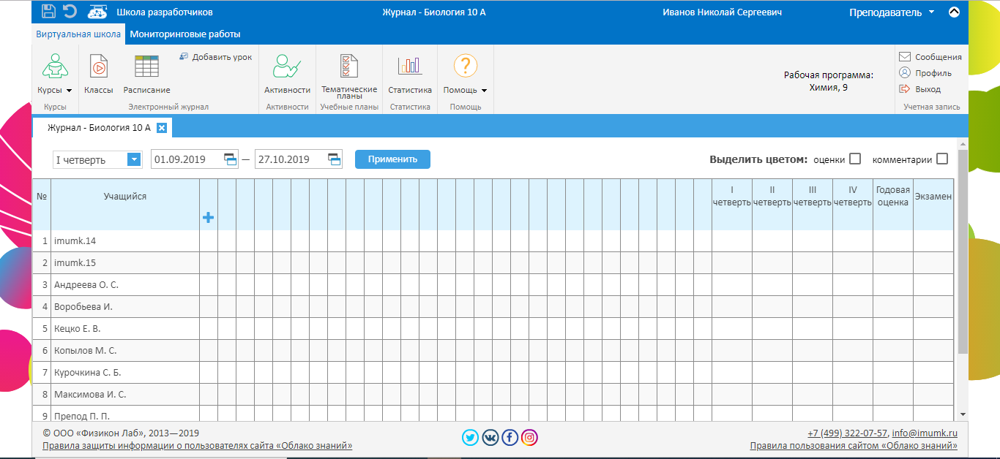 Школа разработчиков
Журнал - Биология 10 А
Иванов Николай Сергеевич
Преподаватель
Виртуальная школа
Мониторинговые работы
Курсы
Классы
Расписание
Добавить урок
Активности
Тематические
планы
Статистика
Помощь
Рабочая программа:
Химия, 9
Сообщения
Профиль
Выход
Курсы
Электронный журнал
Активности
Учебные планы
Статистика
Помощь
Учетная запись
Журнал - Биология 10 А
I четверть
01.09.2019 — 27.10.2019
Применить
Выделить цветом: оценки комментарии
№
Учащийся
I
четверть
II
четверть
III
четверть
IV
четверть
Годовая
оценка
Экзамен
1 imumk.14
2 imumk.15
3 Андреева О. С.
4 Воробьева И.
5 Кецко Е. В.
6 Копылов М. С.
7 Курочкина С. Б.
8 Максимова И. С.
9 Препод П. П.
© ООО «Физикон Лаб», 2013—2019
Правила защиты информации о пользователях сайта «Облако знаний»
+7 (499) 322-07-57, info@imumk.ru
Правила пользования сайтом «Облако знаний»